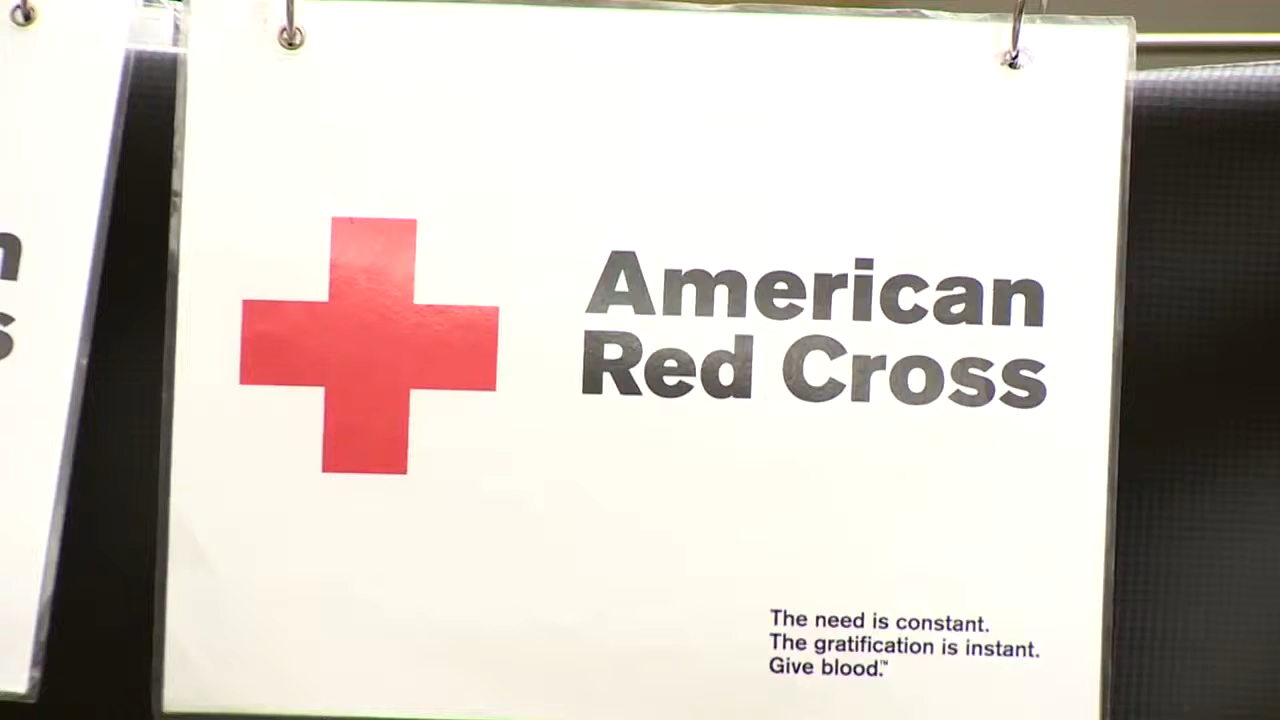 American
Red Cross
The need is constant.
The gratification is instant.
Give blood.™